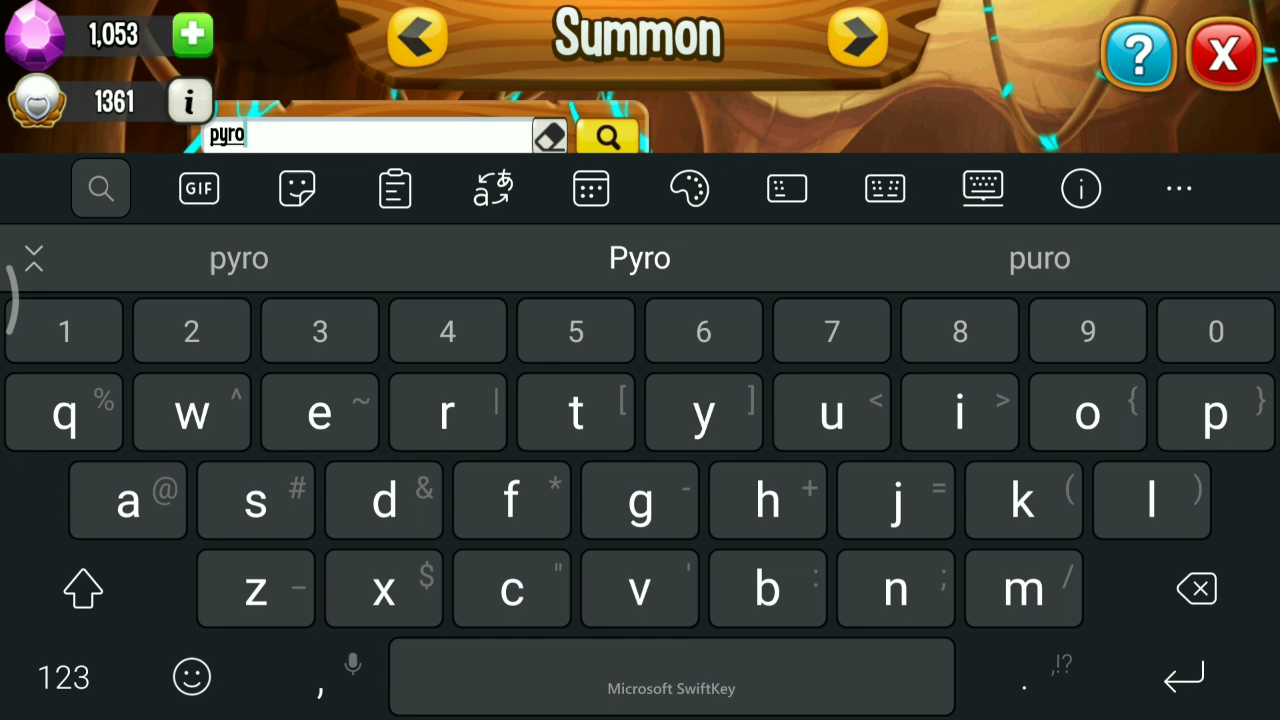 1,053
Summon
?
X
1361
i
pyro
GIF
pyro Pyro puro
1 2 3 4 5 6 7 8 9 0
q % w ^ e ~ r | t [ y ] u < i > o { p }
a @ s # d & f * g - h + j = k ( l )
z _ x $ c " v ' b : n ; m /
123 , Microsoft SwiftKey . ,!?